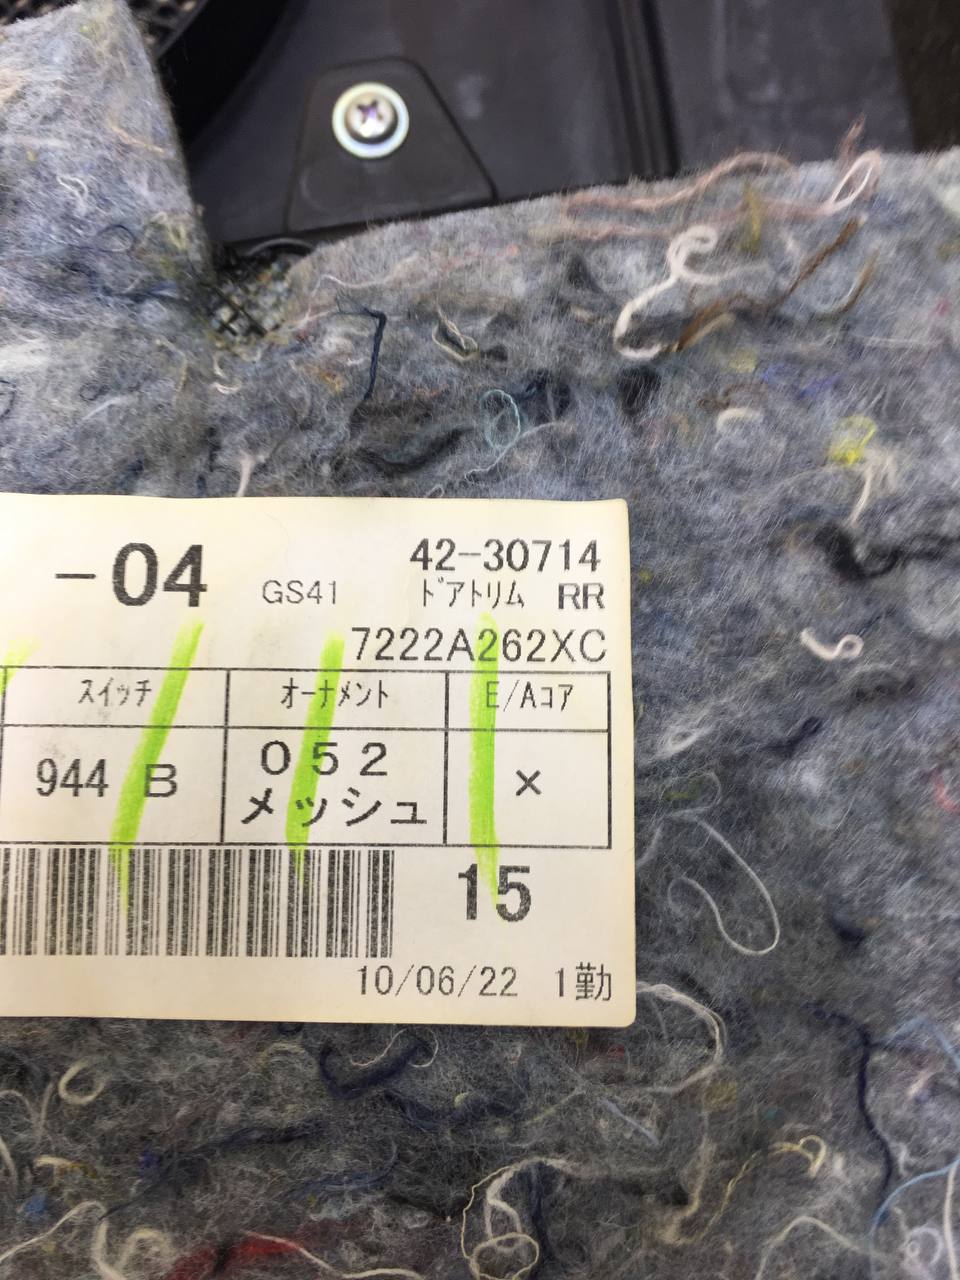 -04 GS41 42-30714
ﾄﾞｱﾄﾘﾑ RR
7222A262XC
ｽｲｯﾁ ｵｰﾅﾒﾝﾄ E/Aｺｱ
944 B ０５２ ×
メッシュ
15
10/06/22 1勤